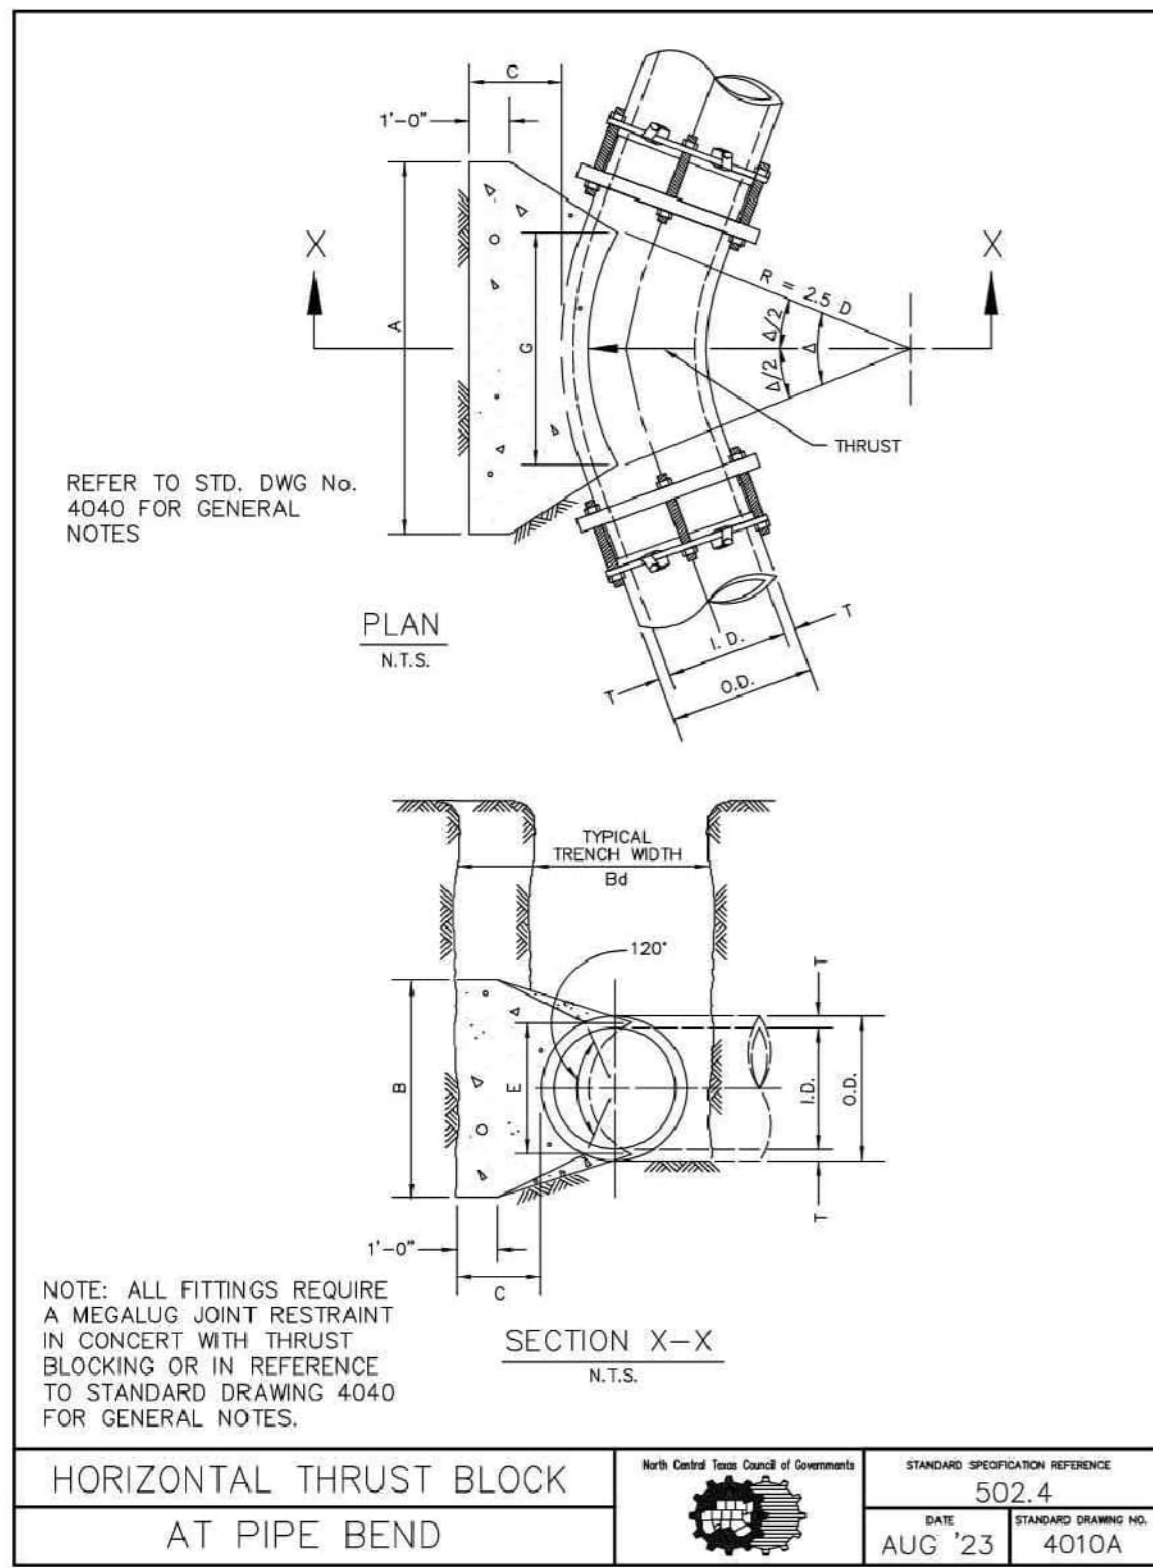 C
1'-0"
X
X
A
G
R = 2.5 D
Δ/2
Δ
Δ/2
THRUST
REFER TO STD. DWG No.
4040 FOR GENERAL
NOTES
PLAN
N.T.S.
T
I.D.
O.D.
T
TYPICAL
TRENCH WIDTH
Bd
120°
T
B
E
I.D.
O.D.
T
1'-0"
C
NOTE: ALL FITTINGS REQUIRE
A MEGALUG JOINT RESTRAINT
IN CONCERT WITH THRUST
BLOCKING OR IN REFERENCE
TO STANDARD DRAWING 4040
FOR GENERAL NOTES.
SECTION X-X
N.T.S.
HORIZONTAL THRUST BLOCK
AT PIPE BEND
North Central Texas Council of Governments
STANDARD SPECIFICATION REFERENCE
502.4
DATE
AUG '23
STANDARD DRAWING NO.
4010A